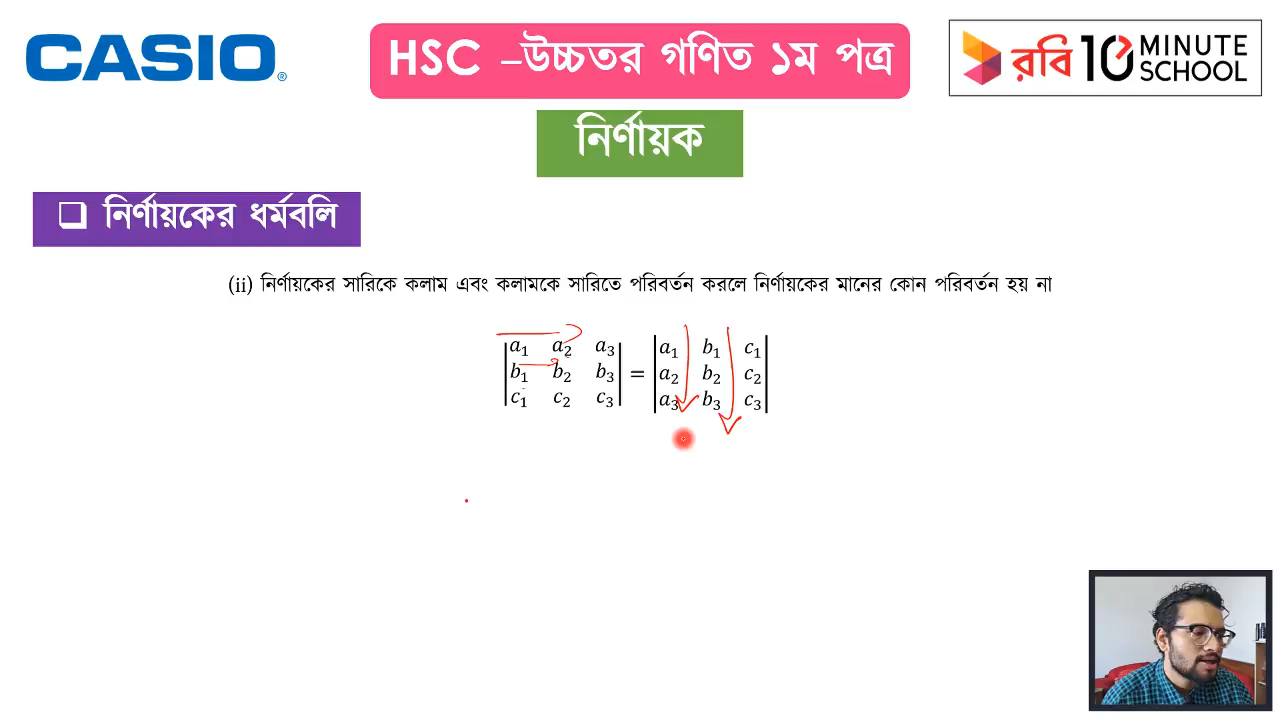 CASIO®
HSC –উচ্চতর গণিত ১ম পত্র
রবি 10 MINUTE SCHOOL
নির্ণায়ক
❑ নির্ণায়কের ধর্মবলি
(ii) নির্ণায়কের সারিকে কলাম এবং কলামকে সারিতে পরিবর্তন করলে নির্ণায়কের মানের কোন পরিবর্তন হয় না
|a₁ a₂ a₃| |a₁ b₁ c₁|
|b₁ b₂ b₃| = |a₂ b₂ c₂|
|c₁ c₂ c₃| |a₃ b₃ c₃|